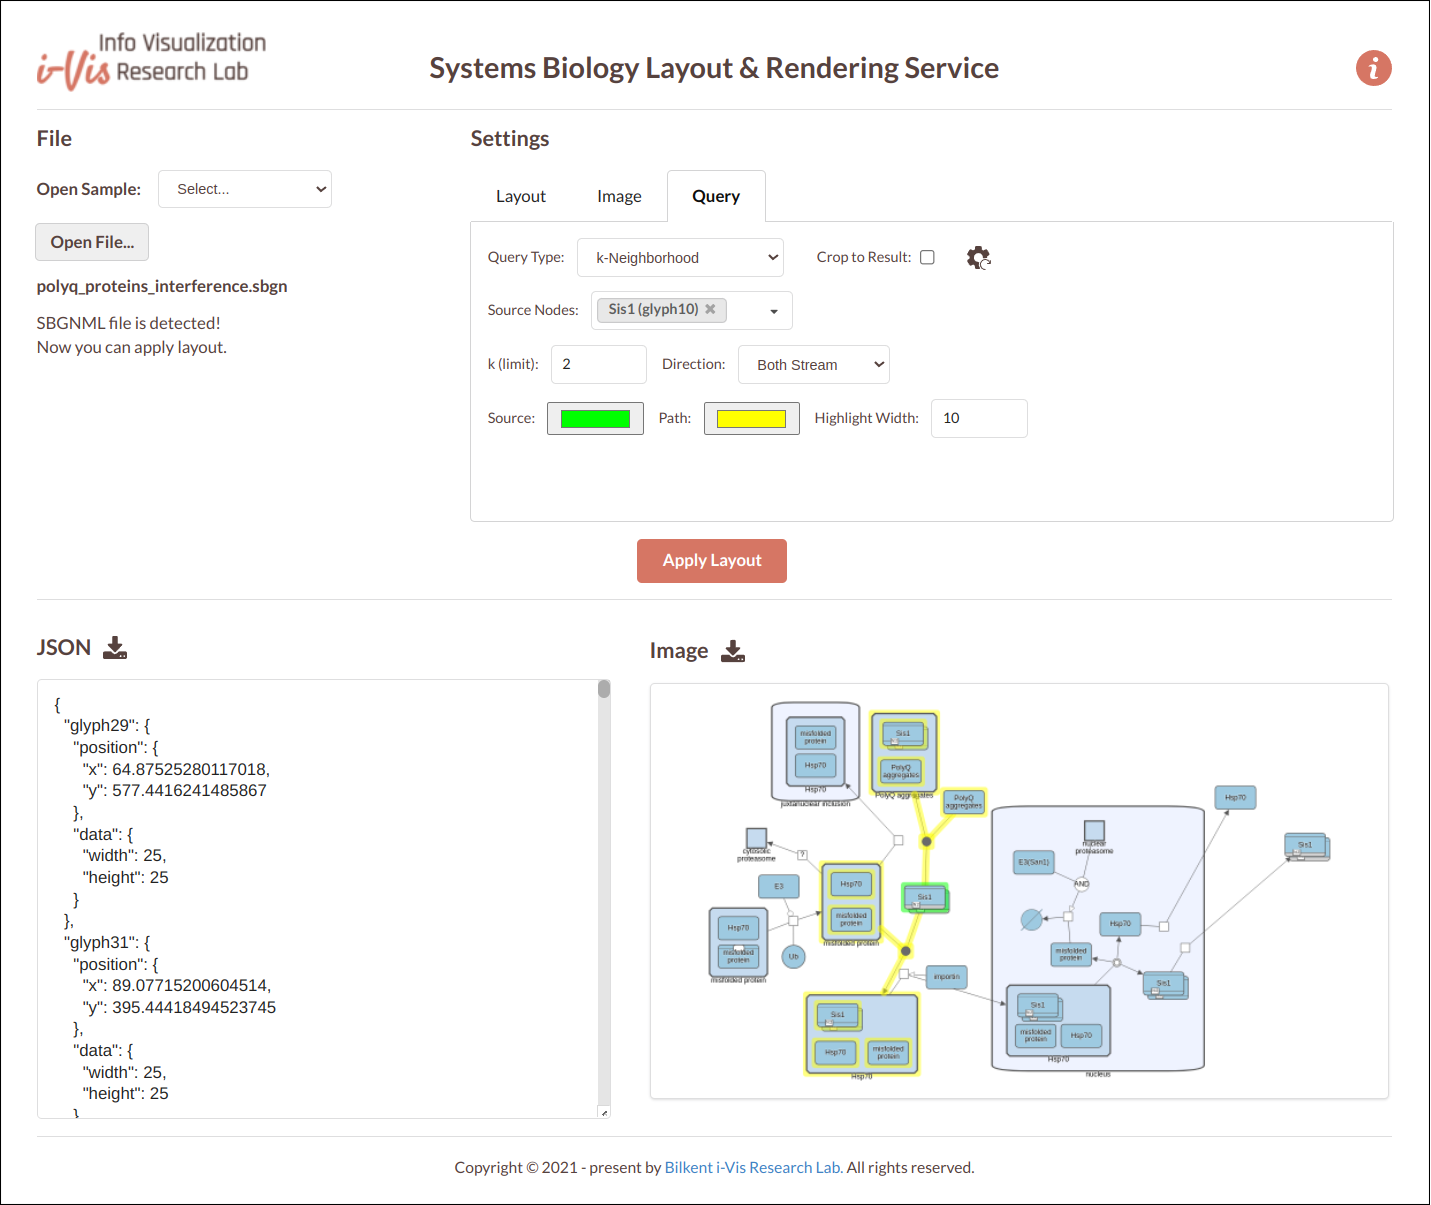 Info Visualization
i-Vis Research Lab
Systems Biology Layout & Rendering Service
i
File
Settings
Open Sample: Select...
Layout Image Query
Open File...
Query Type: k-Neighborhood Crop to Result:
polyq_proteins_interference.sbgn
Source Nodes: Sis1 (glyph10) ✖
SBGNML file is detected!
Now you can apply layout.
k (limit): 2 Direction: Both Stream
Source: Path: Highlight Width: 10
Apply Layout
JSON
{
"glyph29": {
"position": {
"x": 64.87525280117018,
"y": 577.4416241485867
},
"data": {
"width": 25,
"height": 25
}
},
"glyph31": {
"position": {
"x": 89.07715200604514,
"y": 395.44418494523745
},
"data": {
"width": 25,
"height": 25
}
Image
misfolded
protein
Hsp70
Hsp70
juxtanuclear inclusion
Sis1
PolyQ
aggregates
PolyQ aggregates
PolyQ
aggregates
cytosolic
proteasome
?
E3
Hsp70
misfolded
protein
misfolded protein
Hsp70
misfolded
protein
misfolded protein
Ub
Sis1
importin
Sis1
Hsp70
misfolded
protein
Hsp70
nuclear
proteasome
E3(San1)
AND
Hsp70
misfolded
protein
Sis1
Sis1
misfolded
protein
Hsp70
Hsp70
nucleus
Hsp70
Sis1
Copyright © 2021 - present by Bilkent i-Vis Research Lab. All rights reserved.